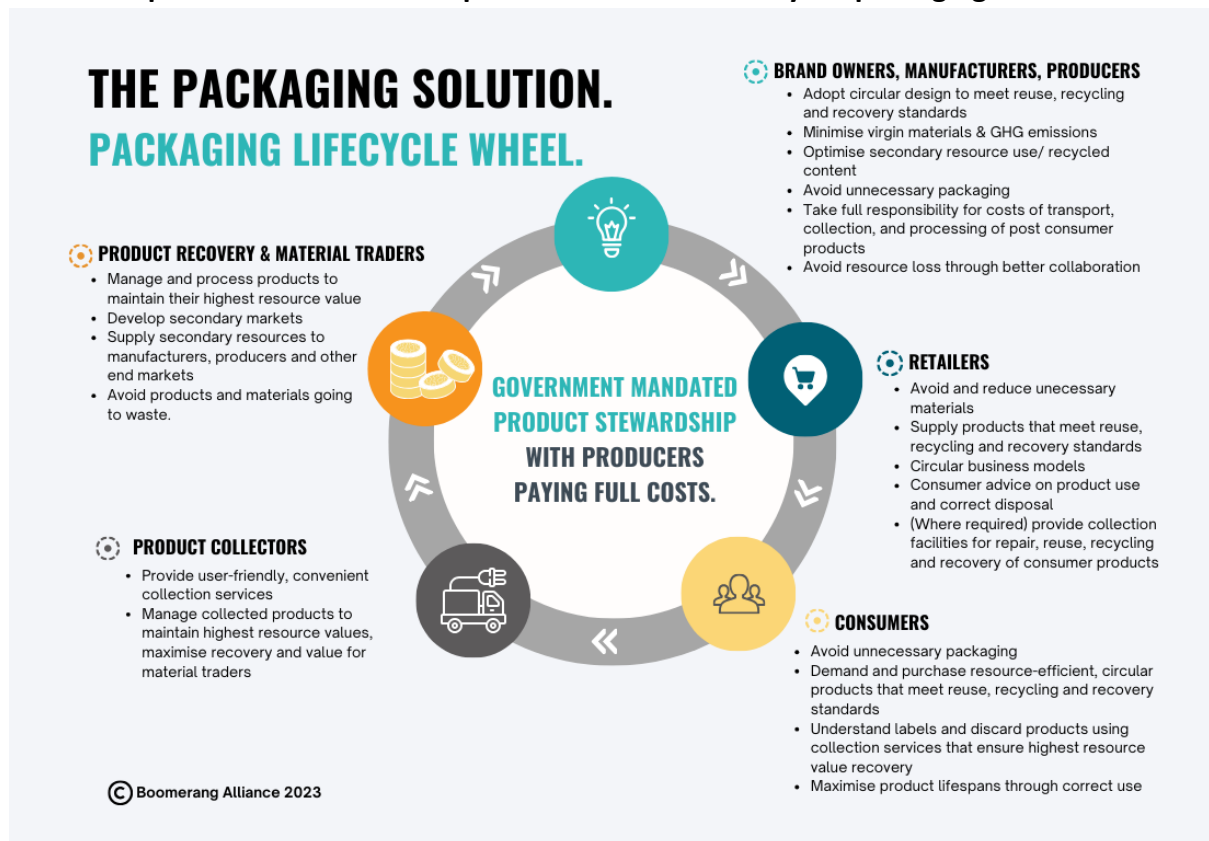 THE PACKAGING SOLUTION.
PACKAGING LIFECYCLE WHEEL.
BRAND OWNERS, MANUFACTURERS, PRODUCERS
• Adopt circular design to meet reuse, recycling
and recovery standards
• Minimise virgin materials & GHG emissions
• Optimise secondary resource use/ recycled
content
• Avoid unnecessary packaging
• Take full responsibility for costs of transport,
collection, and processing of post consumer
products
• Avoid resource loss through better collaboration
PRODUCT RECOVERY & MATERIAL TRADERS
• Manage and process products to
maintain their highest resource value
• Develop secondary markets
• Supply secondary resources to
manufacturers, producers and other
end markets
• Avoid products and materials going
to waste.
GOVERNMENT MANDATED
PRODUCT STEWARDSHIP
WITH PRODUCERS
PAYING FULL COSTS.
RETAILERS
• Avoid and reduce unecessary
materials
• Supply products that meet reuse,
recycling and recovery standards
• Circular business models
• Consumer advice on product use
and correct disposal
• (Where required) provide collection
facilities for repair, reuse, recycling
and recovery of consumer products
PRODUCT COLLECTORS
• Provide user-friendly, convenient
collection services
• Manage collected products to
maintain highest resource values,
maximise recovery and value for
material traders
CONSUMERS
• Avoid unnecessary packaging
• Demand and purchase resource-efficient, circular
products that meet reuse, recycling and recovery
standards
• Understand labels and discard products using
collection services that ensure highest resource
value recovery
• Maximise product lifespans through correct use
© Boomerang Alliance 2023